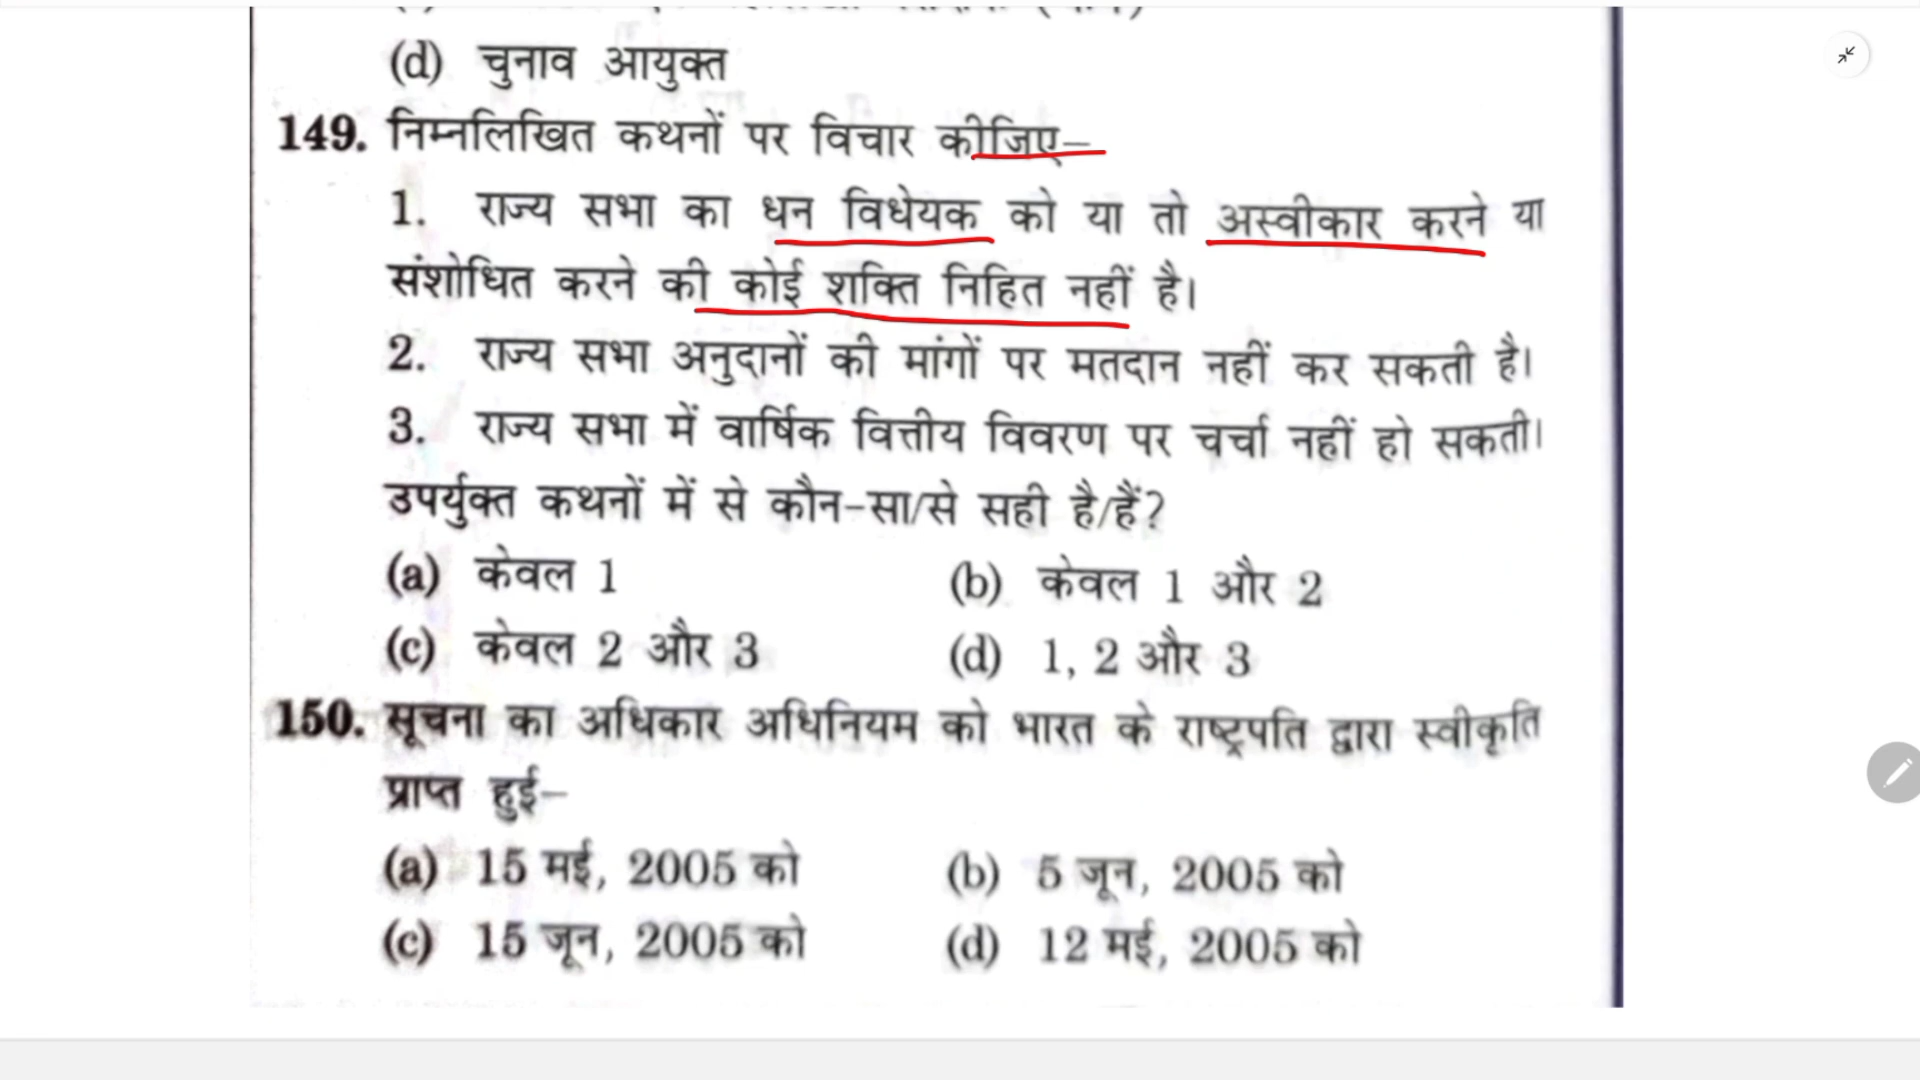 (d) चुनाव आयुक्त
149. निम्नलिखित कथनों पर विचार कीजिए–
1. राज्य सभा का धन विधेयक को या तो अस्वीकार करने या
संशोधित करने की कोई शक्ति निहित नहीं है।
2. राज्य सभा अनुदानों की मांगों पर मतदान नहीं कर सकती है।
3. राज्य सभा में वार्षिक वित्तीय विवरण पर चर्चा नहीं हो सकती।
उपर्युक्त कथनों में से कौन-सा/से सही है/हैं?
(a) केवल 1 (b) केवल 1 और 2
(c) केवल 2 और 3 (d) 1, 2 और 3
150. सूचना का अधिकार अधिनियम को भारत के राष्ट्रपति द्वारा स्वीकृति
प्राप्त हुई–
(a) 15 मई, 2005 को (b) 5 जून, 2005 को
(c) 15 जून, 2005 को (d) 12 मई, 2005 को